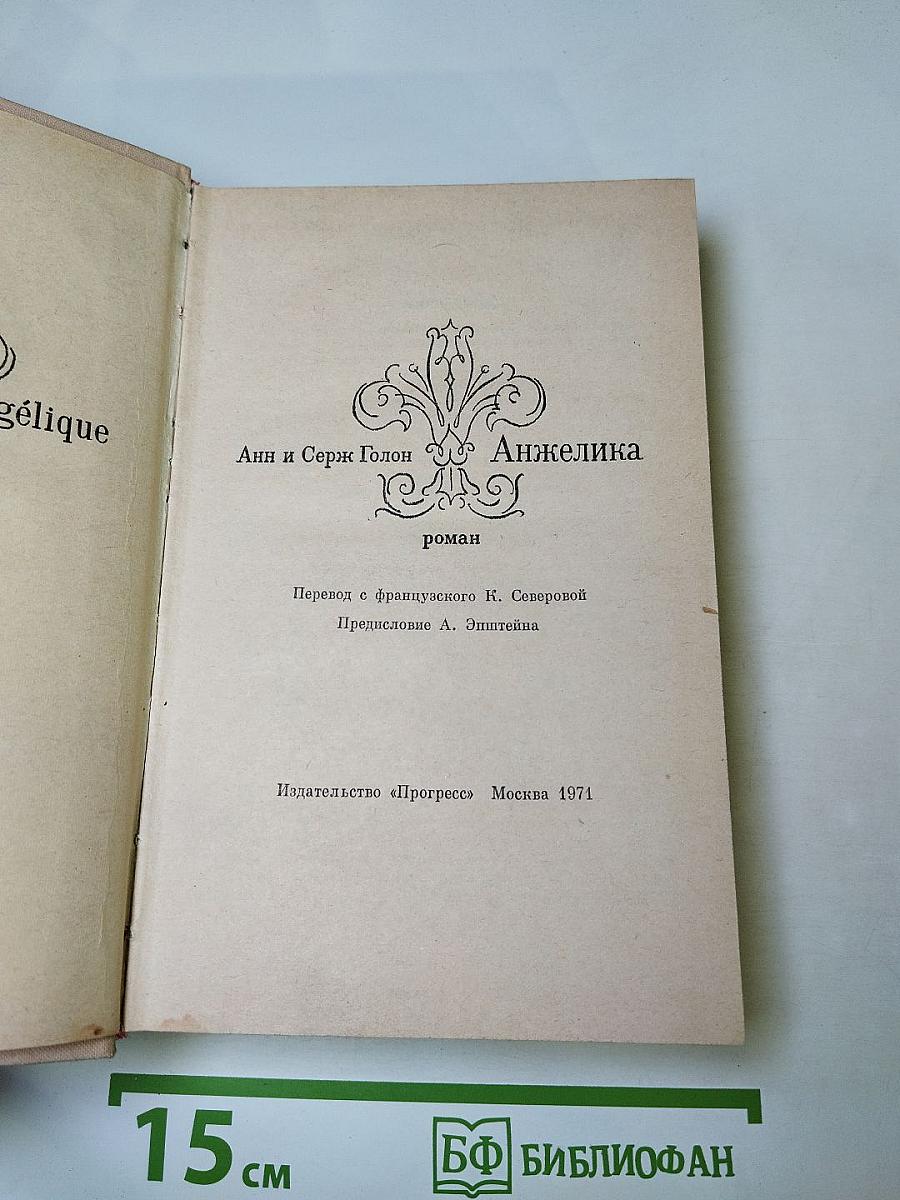 gélique
Анн и Серж Голон Анжелика
роман
Перевод с французского К. Северовой
Предисловие А. Эпштейна
Издательство «Прогресс» Москва 1971
15 см
БФ БИБЛИОФАН